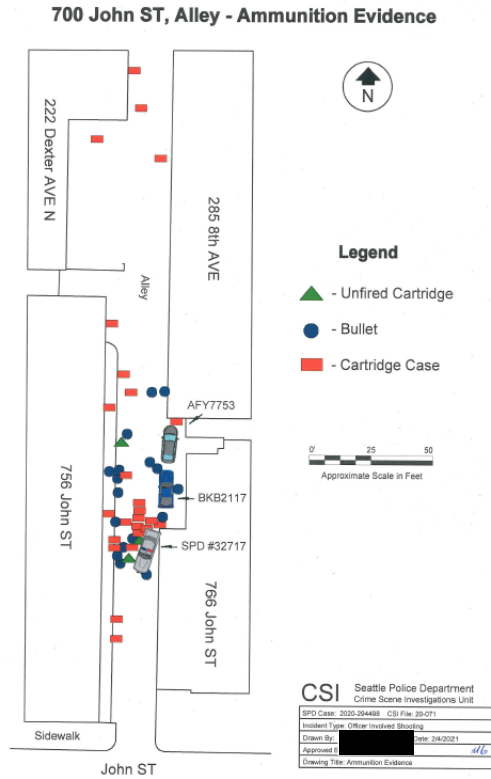 700 John ST, Alley - Ammunition Evidence
N
222 Dexter AVE N
285 8th AVE
Alley
Legend
- Unfired Cartridge
- Bullet
- Cartridge Case
AFY7753
0' 25 50
Approximate Scale in Feet
756 John ST
BKB2117
SPD #32717
766 John ST
CSI Seattle Police Department
Crime Scene Investigations Unit
SPD Case: 2020-294498 CSI File: 20-071
Incident Type: Officer Involved Shooting
Drawn By: Date: 2/4/2021
Approved
Drawing Title: Ammunition Evidence
Sidewalk
John ST